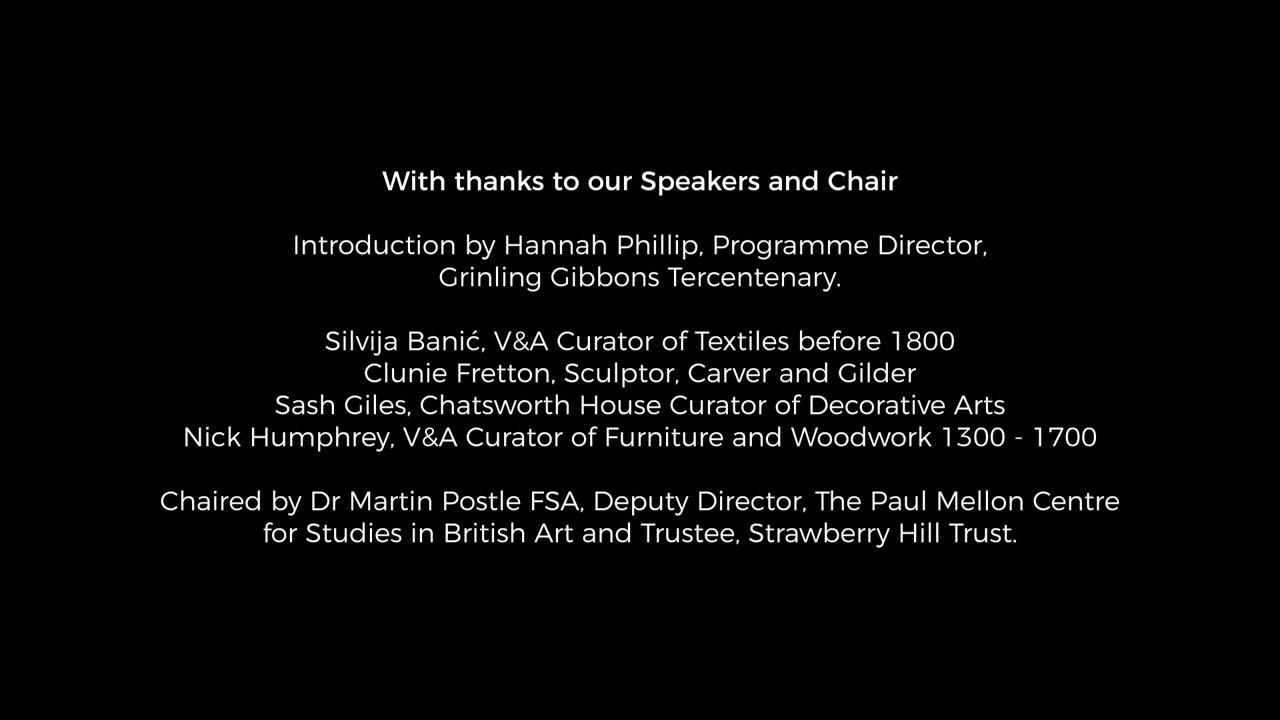 With thanks to our Speakers and Chair
Introduction by Hannah Phillip, Programme Director,
Grinling Gibbons Tercentenary.
Silvija Banić, V&A Curator of Textiles before 1800
Clunie Fretton, Sculptor, Carver and Gilder
Sash Giles, Chatsworth House Curator of Decorative Arts
Nick Humphrey, V&A Curator of Furniture and Woodwork 1300 - 1700
Chaired by Dr Martin Postle FSA, Deputy Director, The Paul Mellon Centre
for Studies in British Art and Trustee, Strawberry Hill Trust.